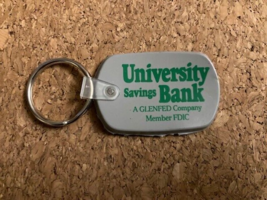 University
Savings Bank
A GLENFED Company
Member FDIC